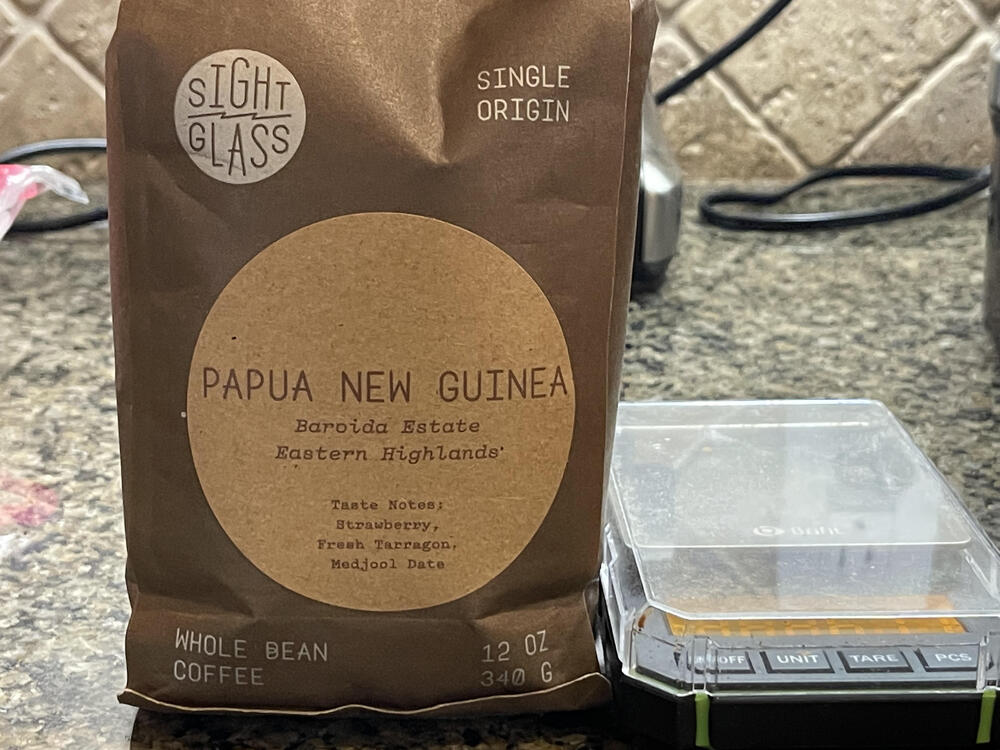 SIGHT
GLASS
SINGLE
ORIGIN
PAPUA NEW GUINEA
Baroida Estate
Eastern Highlands
Taste Notes:
Strawberry,
Fresh Tarragon,
Medjool Date
WHOLE BEAN
COFFEE
12 OZ
340 G
UNIT
TARE
PCS